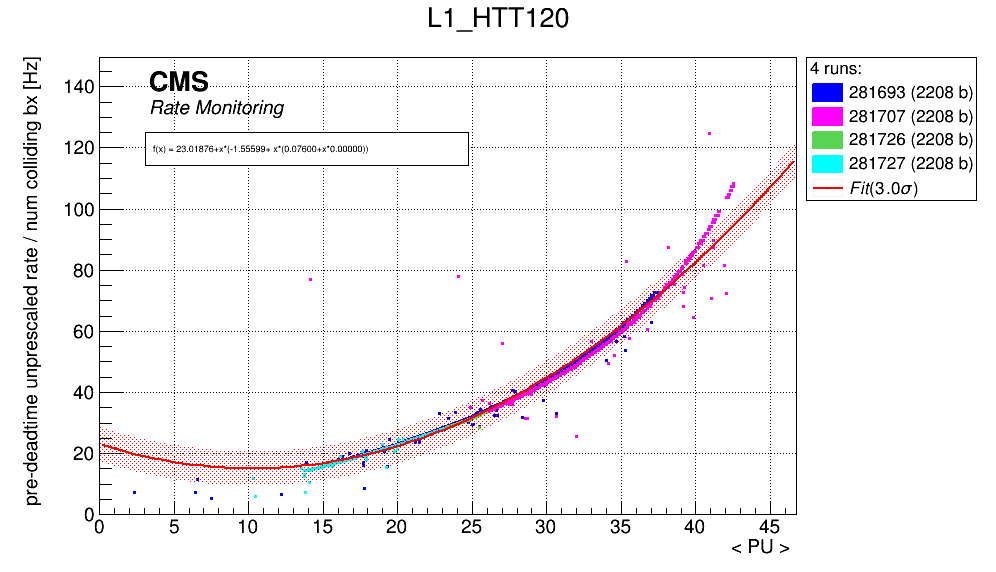 L1_HTT120
pre-deadtime unprescaled rate / num colliding bx [Hz]
140
120
100
80
60
40
20
0
CMS
Rate Monitoring
f(x) = 23.01876+x*(-1.55599+ x*(0.07600+x*0.00000))
0 5 10 15 20 25 30 35 40 45
< PU >
4 runs:
281693 (2208 b)
281707 (2208 b)
281726 (2208 b)
281727 (2208 b)
Fit(3.0σ)